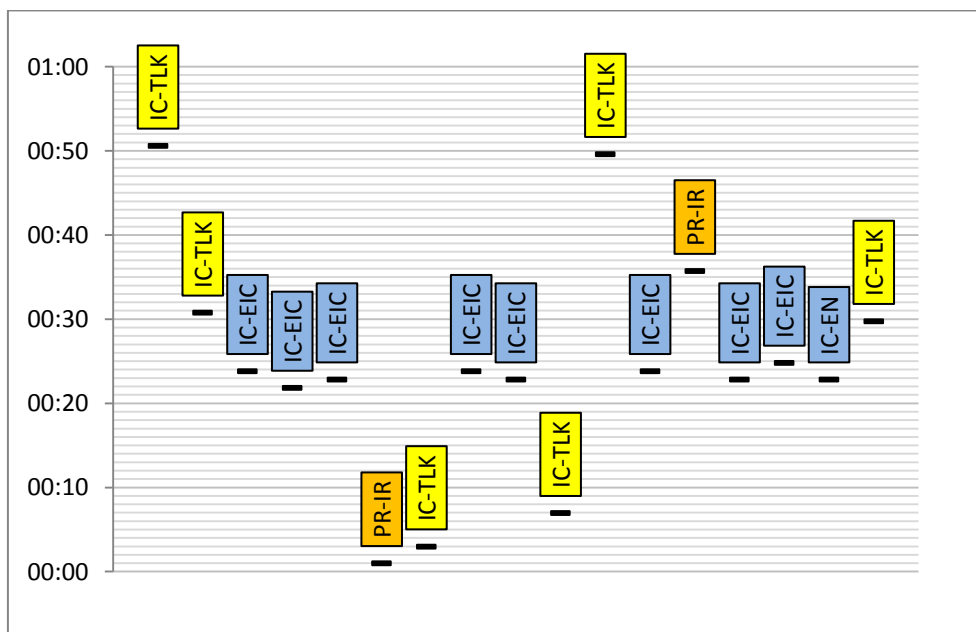 01:00
00:50
00:40
00:30
00:20
00:10
00:00
IC-TLK
IC-TLK
IC-EIC
IC-EIC
IC-EIC
PR-IR
IC-TLK
IC-EIC
IC-EIC
IC-TLK
IC-TLK
IC-EIC
PR-IR
IC-EIC
IC-EIC
IC-EN
IC-TLK